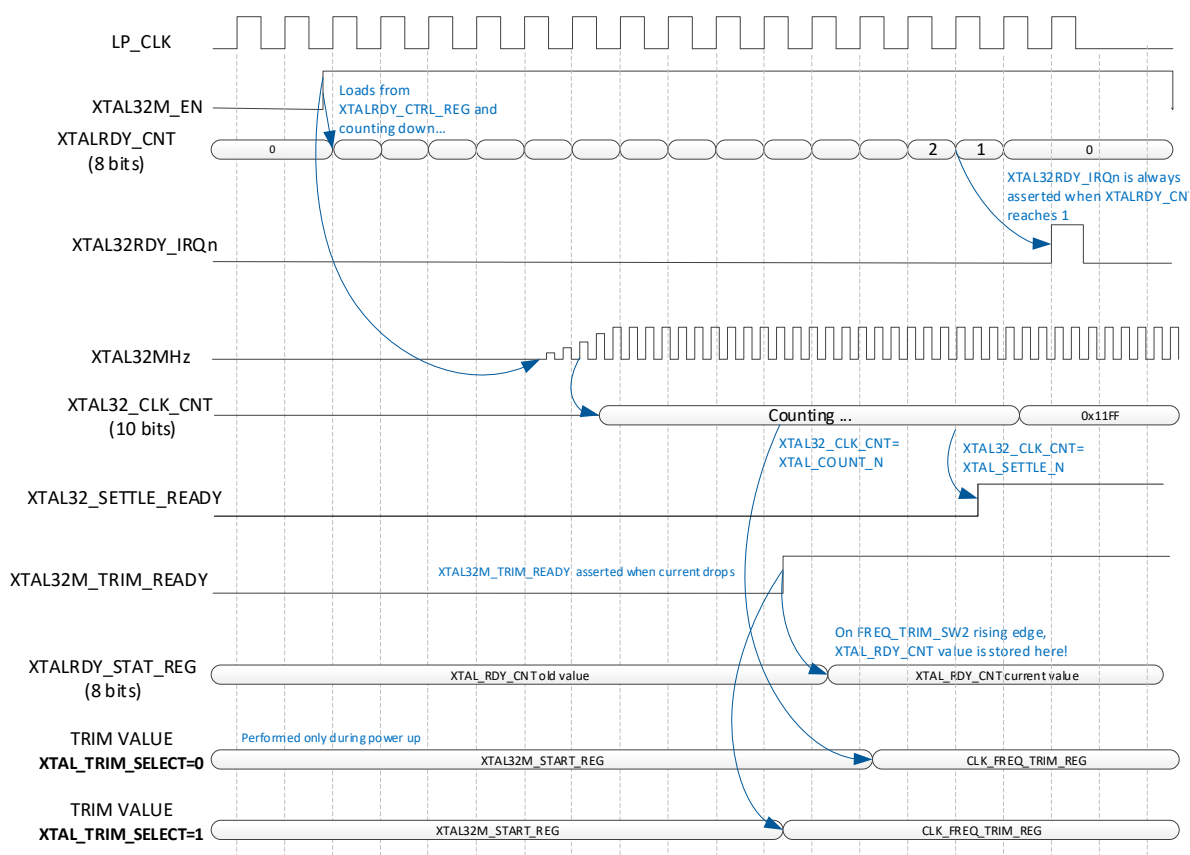 LP_CLK
XTAL32M_EN
Loads from
XTALRDY_CTRL_REG and
counting down...
XTALRDY_CNT
(8 bits)
0
2
1
0
XTAL32RDY_IRQn is always
asserted when XTALRDY_CNT
reaches 1
XTAL32RDY_IRQn
XTAL32MHz
XTAL32_CLK_CNT
(10 bits)
Counting ...
0x11FF
XTAL32_CLK_CNT=
XTAL_COUNT_N
XTAL32_CLK_CNT=
XTAL_SETTLE_N
XTAL32_SETTLE_READY
XTAL32M_TRIM_READY
XTAL32M_TRIM_READY asserted when current drops
On FREQ_TRIM_SW2 rising edge,
XTAL_RDY_CNT value is stored here!
XTALRDY_STAT_REG
(8 bits)
XTAL_RDY_CNT old value
XTAL_RDY_CNT current value
TRIM VALUE
XTAL_TRIM_SELECT=0
Performed only during power up
XTAL32M_START_REG
CLK_FREQ_TRIM_REG
TRIM VALUE
XTAL_TRIM_SELECT=1
XTAL32M_START_REG
CLK_FREQ_TRIM_REG